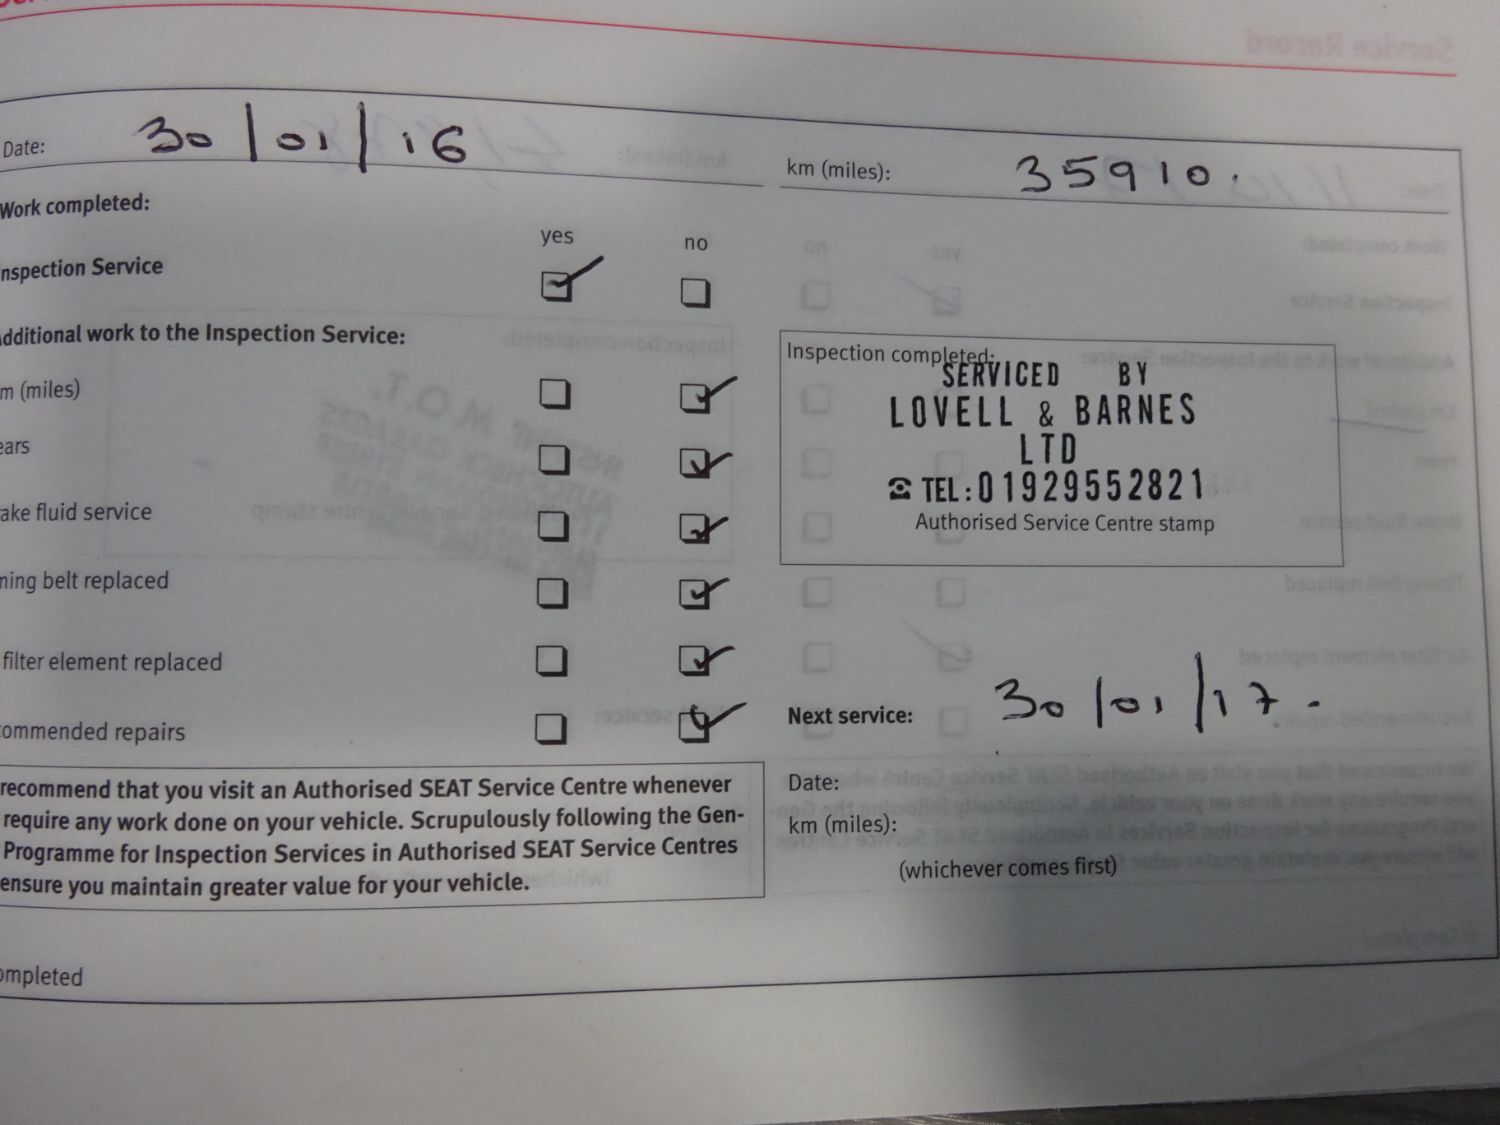 Date: 30/01/16
km (miles): 35910.
Work completed:
yes no
nspection Service
dditional work to the Inspection Service:
m (miles)
ears
ake fluid service
ning belt replaced
filter element replaced
ommended repairs
Inspection completed:
SERVICED BY
LOVELL & BARNES
LTD
☎ TEL:01929552821
Authorised Service Centre stamp
Next service: 30/01/17.
Date:
km (miles):
(whichever comes first)
recommend that you visit an Authorised SEAT Service Centre whenever
require any work done on your vehicle. Scrupulously following the Gen-
Programme for Inspection Services in Authorised SEAT Service Centres
ensure you maintain greater value for your vehicle.
ompleted
Service Record